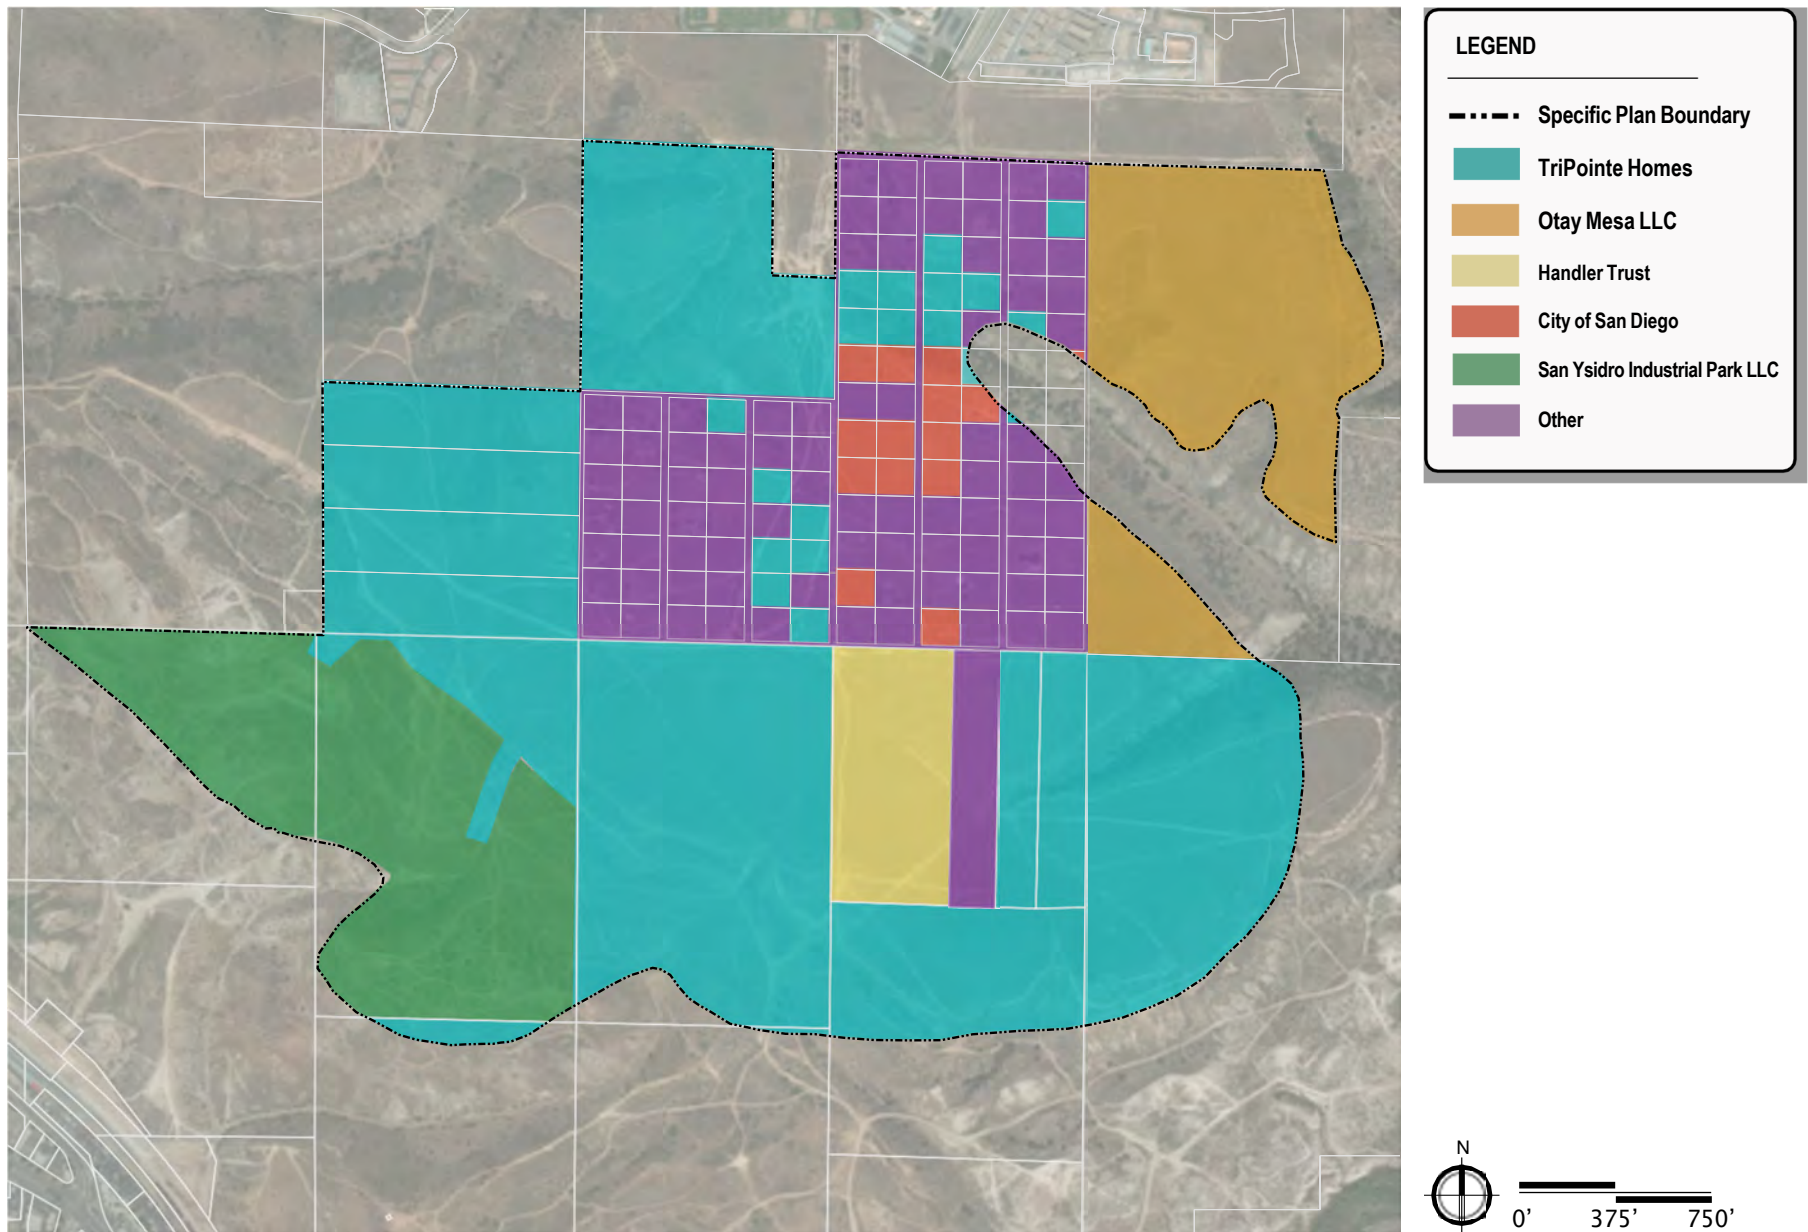 LEGEND
Specific Plan Boundary
TriPointe Homes
Otay Mesa LLC
Handler Trust
City of San Diego
San Ysidro Industrial Park LLC
Other
N
0' 375' 750'